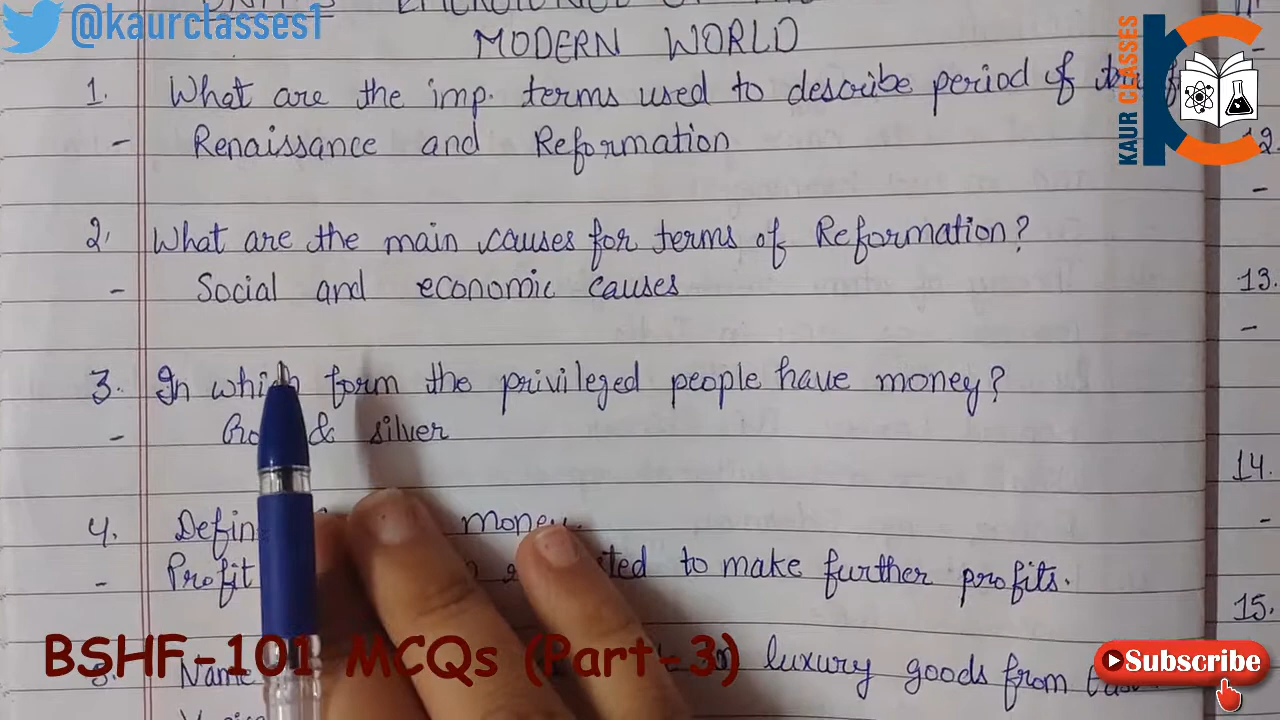 @kaurclasses1
MODERN WORLD
KAUR CLASSES
1. What are the imp. terms used to describe period of
- Renaissance and Reformation
12.
-
2. What are the main causes for terms of Reformation?
- Social and economic causes
13.
-
3. In which form the privileged people have money?
- & silver
14.
-
4. money.
- Profit to make further profits.
15.
BSHF-101 MCQs (Part-3)
Name luxury goods from
Subscribe